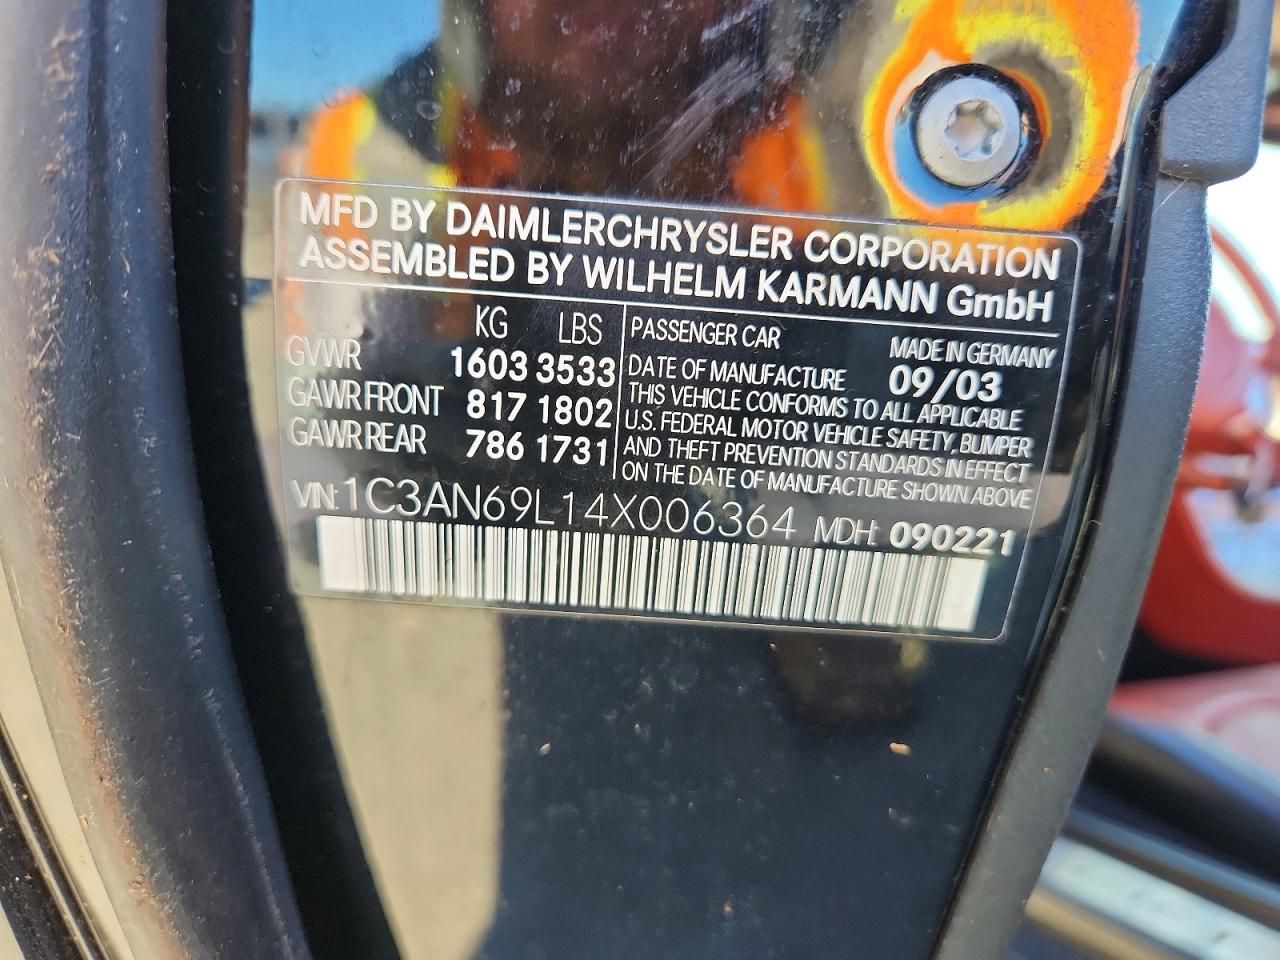 MFD BY DAIMLERCHRYSLER CORPORATION
ASSEMBLED BY WILHELM KARMANN GmbH
KG LBS
GVWR 1603 3533
GAWR FRONT 817 1802
GAWR REAR 786 1731
PASSENGER CAR MADE IN GERMANY
DATE OF MANUFACTURE 09/03
THIS VEHICLE CONFORMS TO ALL APPLICABLE
U.S. FEDERAL MOTOR VEHICLE SAFETY, BUMPER
AND THEFT PREVENTION STANDARDS IN EFFECT
ON THE DATE OF MANUFACTURE SHOWN ABOVE
VIN: 1C3AN69L14X006364 MDH: 090221